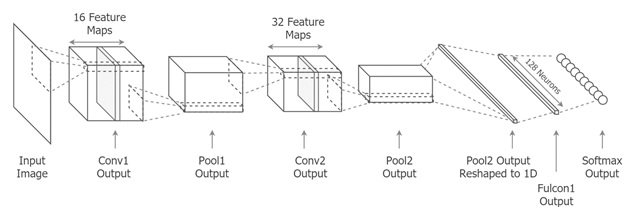 16 Feature
Maps
32 Feature
Maps
128 Neurons
Input
Image
Conv1
Output
Pool1
Output
Conv2
Output
Pool2
Output
Pool2 Output
Reshaped to 1D
Fulcon1
Output
Softmax
Output